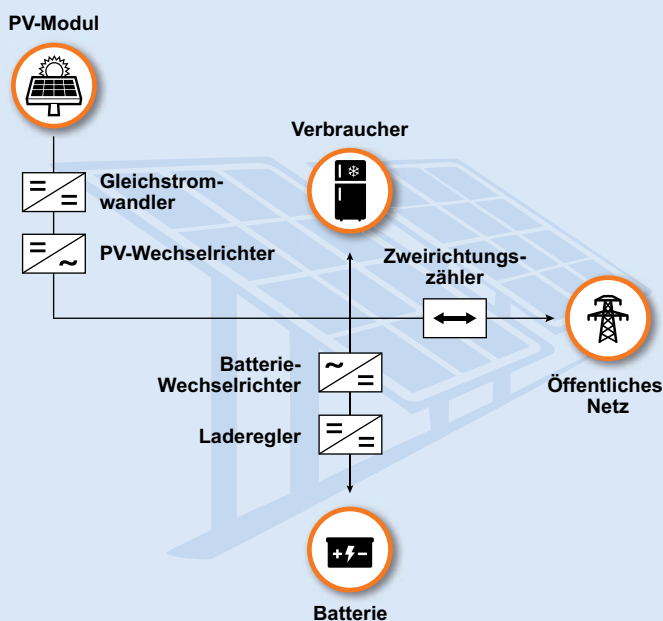 PV-Modul
Verbraucher
Gleichstrom-
wandler
PV-Wechselrichter
Zweirichtungs-
zähler
Batterie-
Wechselrichter
Öffentliches
Netz
Laderegler
Batterie